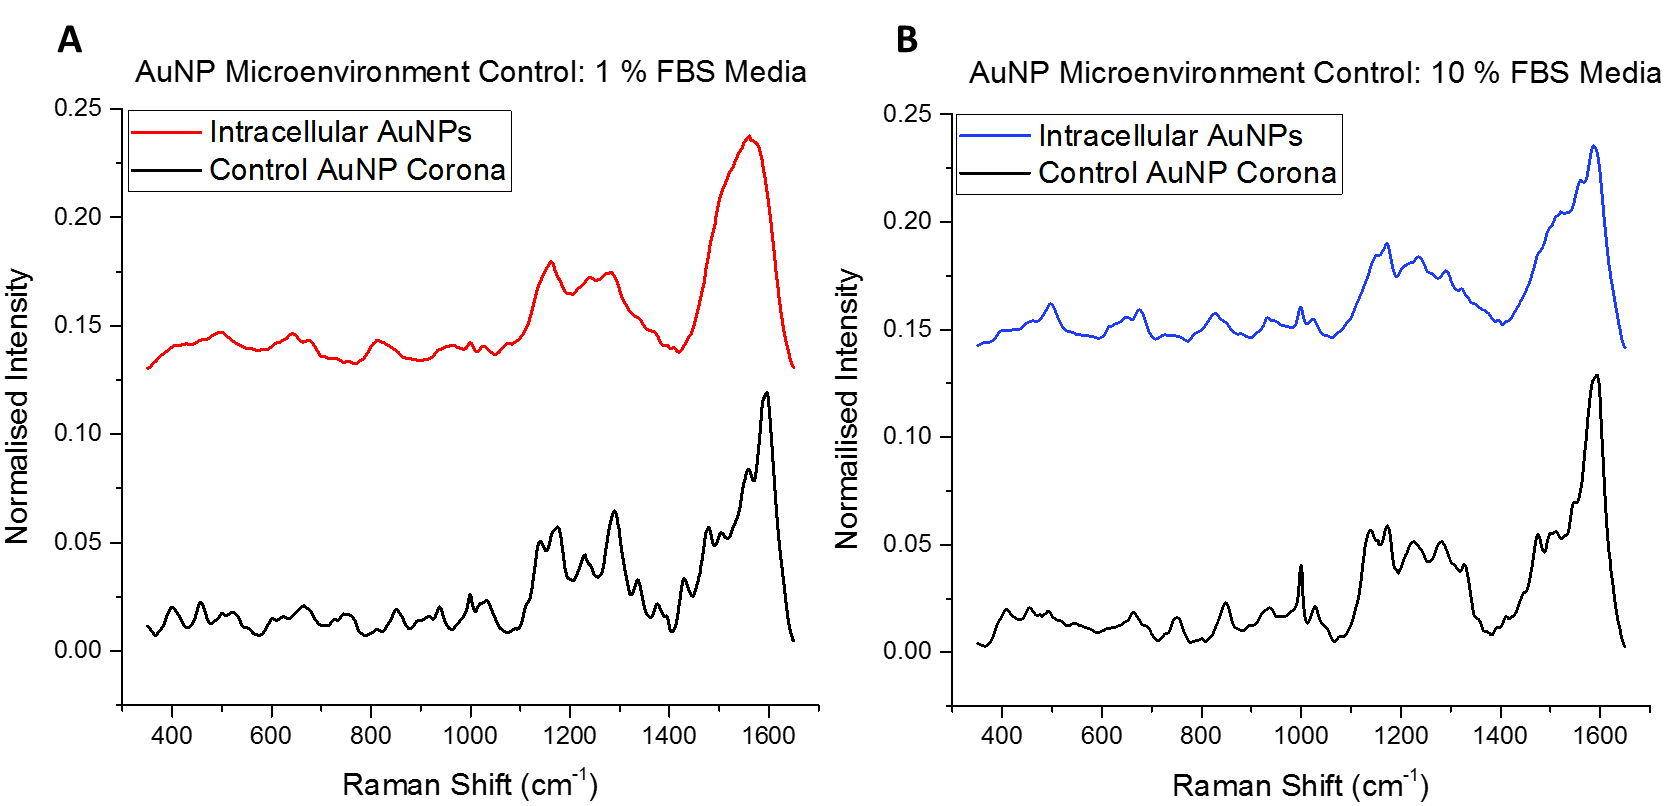 A
AuNP Microenvironment Control: 1 % FBS Media
Intracellular AuNPs
Control AuNP Corona
0.25
0.20
0.15
0.10
0.05
0.00
Normalised Intensity
400 600 800 1000 1200 1400 1600
Raman Shift (cm-1)
B
AuNP Microenvironment Control: 10 % FBS Media
Intracellular AuNPs
Control AuNP Corona
0.25
0.20
0.15
0.10
0.05
0.00
Normailised Intensity
400 600 800 1000 1200 1400 1600
Raman Shift (cm-1)